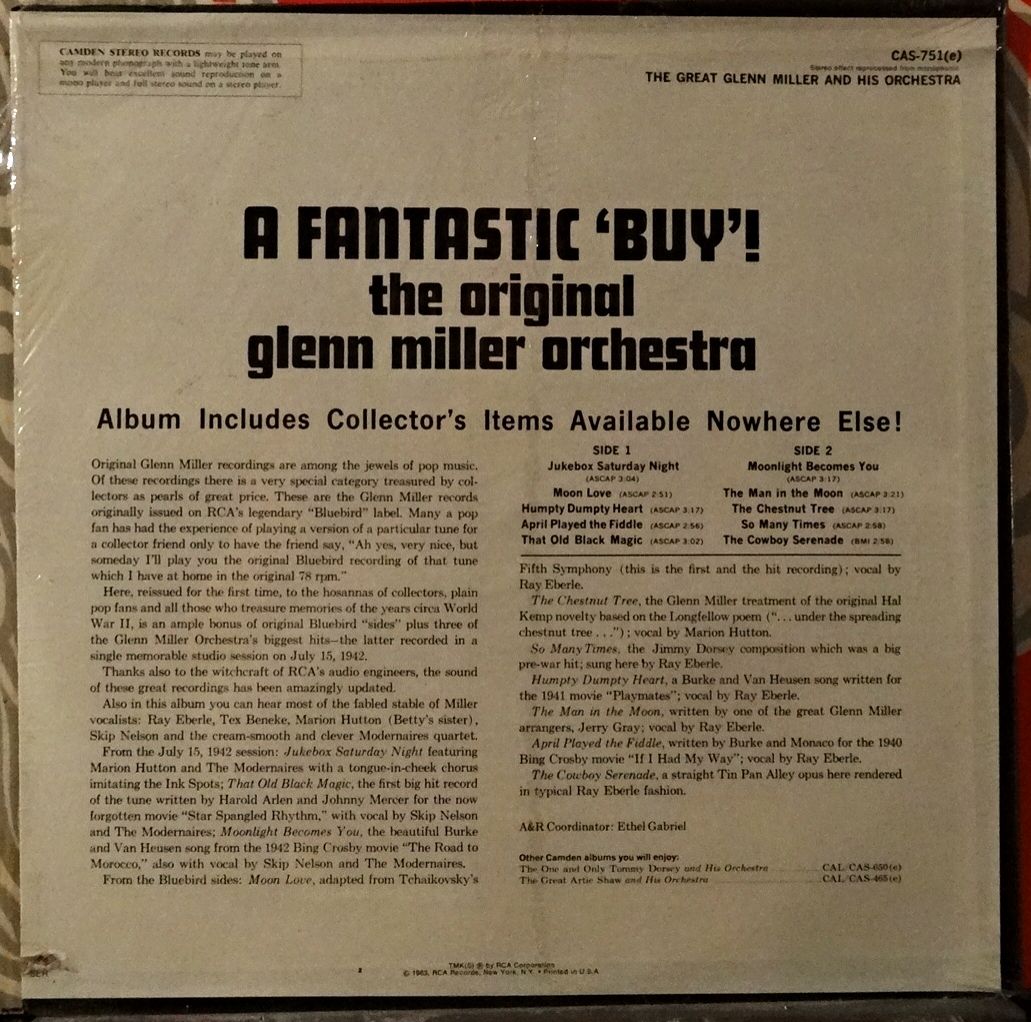 CAMDEN STEREO RECORDS may be played on
any modern phonograph with a lightweight tone arm.
You will hear excellent sound reproduction on a
mono player and full stereo sound on a stereo player.
CAS-751(e)
Stereo effect reprocessed from monophonic
THE GREAT GLENN MILLER AND HIS ORCHESTRA
A FANTASTIC ‘BUY’!
the original
glenn miller orchestra
Album Includes Collector’s Items Available Nowhere Else!
Original Glenn Miller recordings are among the jewels of pop music.
Of these recordings there is a very special category treasured by col-
lectors as pearls of great price. These are the Glenn Miller records
originally issued on RCA’s legendary “Bluebird” label. Many a pop
fan has had the experience of playing a version of a particular tune for
a collector friend only to have the friend say, “Ah yes, very nice, but
someday I’ll play you the original Bluebird recording of that tune
which I have at home in the original 78 rpm.”
Here, reissued for the first time, to the hosannas of collectors, plain
pop fans and all those who treasure memories of the years circa World
War II, is an ample bonus of original Bluebird “sides” plus three of
the Glenn Miller Orchestra’s biggest hits—the latter recorded in a
single memorable studio session on July 15, 1942.
Thanks also to the witchcraft of RCA’s audio engineers, the sound
of these great recordings has been amazingly updated.
Also in this album you can hear most of the fabled stable of Miller
vocalists: Ray Eberle, Tex Beneke, Marion Hutton (Betty’s sister),
Skip Nelson and the cream-smooth and clever Modernaires quartet.
From the July 15, 1942 session: Jukebox Saturday Night featuring
Marion Hutton and The Modernaires with a tongue-in-cheek chorus
imitating the Ink Spots; That Old Black Magic, the first big hit record
of the tune written by Harold Arlen and Johnny Mercer for the now
forgotten movie “Star Spangled Rhythm,” with vocal by Skip Nelson
and The Modernaires; Moonlight Becomes You, the beautiful Burke
and Van Heusen song from the 1942 Bing Crosby movie “The Road to
Morocco,” also with vocal by Skip Nelson and The Modernaires.
From the Bluebird sides: Moon Love, adapted from Tchaikovsky’s
SIDE 1
Jukebox Saturday Night
(ASCAP 3:04)
Moon Love (ASCAP 2:51)
Humpty Dumpty Heart (ASCAP 3:17)
April Played the Fiddle (ASCAP 2:56)
That Old Black Magic (ASCAP 3:02)
SIDE 2
Moonlight Becomes You
(ASCAP 3:17)
The Man in the Moon (ASCAP 3:21)
The Chestnut Tree (ASCAP 3:17)
So Many Times (ASCAP 2:58)
The Cowboy Serenade (BMI 2:58)
Fifth Symphony (this is the first and the hit recording); vocal by
Ray Eberle.
The Chestnut Tree, the Glenn Miller treatment of the original Hal
Kemp novelty based on the Longfellow poem (“. . . under the spreading
chestnut tree . . .”) ; vocal by Marion Hutton.
So Many Times, the Jimmy Dorsey composition which was a big
pre-war hit; sung here by Ray Eberle.
Humpty Dumpty Heart, a Burke and Van Heusen song written for
the 1941 movie “Playmates”; vocal by Ray Eberle.
The Man in the Moon, written by one of the great Glenn Miller
arrangers, Jerry Gray; vocal by Ray Eberle.
April Played the Fiddle, written by Burke and Monaco for the 1940
Bing Crosby movie “If I Had My Way”; vocal by Ray Eberle.
The Cowboy Serenade, a straight Tin Pan Alley opus here rendered
in typical Ray Eberle fashion.
A&R Coordinator: Ethel Gabriel
Other Camden albums you will enjoy:
The One and Only Tommy Dorsey and His Orchestra CAL/CAS-650(e)
The Great Artie Shaw and His Orchestra CAL/CAS-465(e)
TMK(S) ® by RCA Corporation
© 1963, RCA Records, New York, N.Y. • Printed in U.S.A